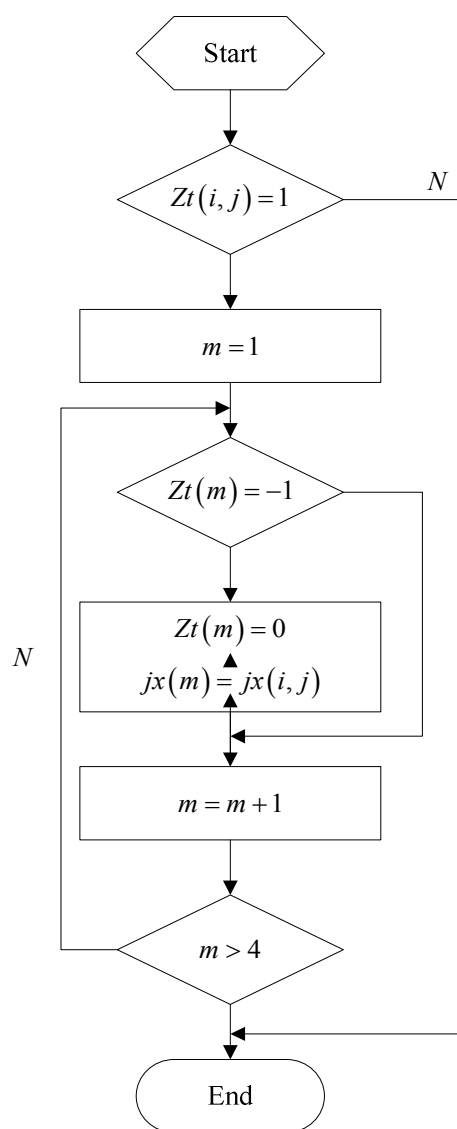 Start
Zt(i, j) = 1
N
m = 1
Zt(m) = −1
Zt(m) = 0
N
jx(m) = jx(i, j)
m = m + 1
m > 4
End